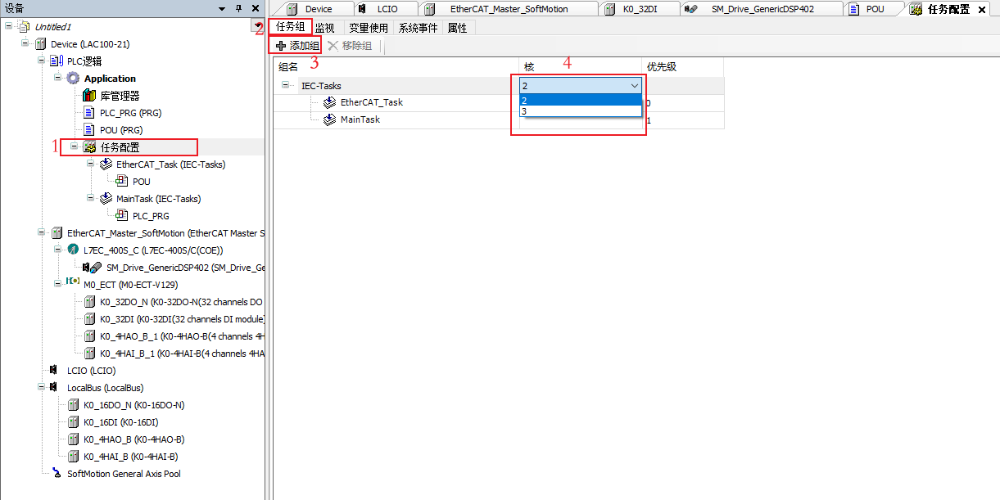 设备
Untitled1
Device (LAC100-21)
PLC逻辑
Application
库管理器
PLC_PRG (PRG)
POU (PRG)
1
任务配置
EtherCAT_Task (IEC-Tasks)
POU
MainTask (IEC-Tasks)
PLC_PRG
EtherCAT_Master_SoftMotion (EtherCAT Master S
L7EC_400S_C (L7EC-400S/C(COE))
SM_Drive_GenericDSP402 (SM_Drive_Ge
M0_ECT (M0-ECT-V129)
K0_32DO_N (K0-32DO-N(32 channels DO
K0_32DI (K0-32DI(32 channels DI module)
K0_4HAO_B_1 (K0-4HAO-B(4 channels 4H
K0_4HAI_B_1 (K0-4HAI-B(4 channels 4HA
LCIO (LCIO)
LocalBus (LocalBus)
K0_16DO_N (K0-16DO-N)
K0_16DI (K0-16DI)
K0_4HAO_B (K0-4HAO-B)
K0_4HAI_B (K0-4HAI-B)
SoftMotion General Axis Pool
Device LCIO EtherCAT_Master_SoftMotion K0_32DI SM_Drive_GenericDSP402 POU 任务配置
2 任务组 监视 变量使用 系统事件 属性
添加组 移除组
3 4
组名 核 优先级
IEC-Tasks 2
EtherCAT_Task 2 0
3
MainTask 1